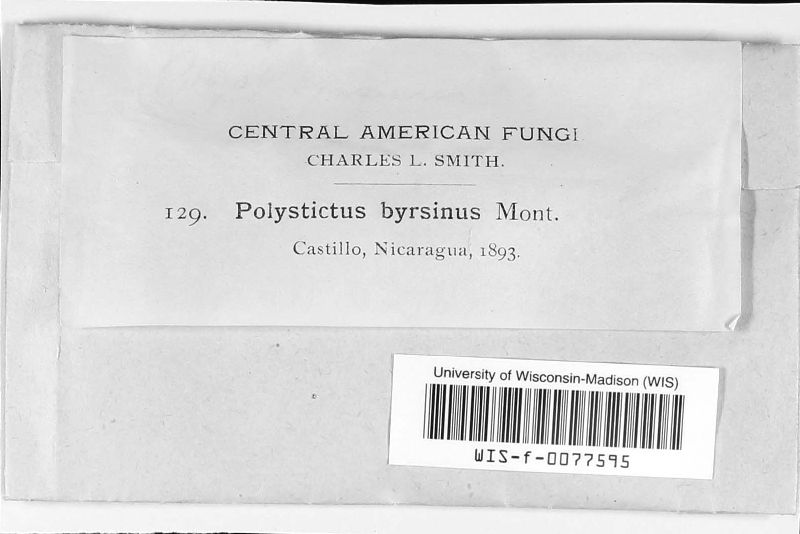 CENTRAL AMERICAN FUNGI
CHARLES L. SMITH.
129. Polystictus byrsinus Mont.
Castillo, Nicaragua, 1893.
University of Wisconsin-Madison (WIS)
WIS-f-0077595